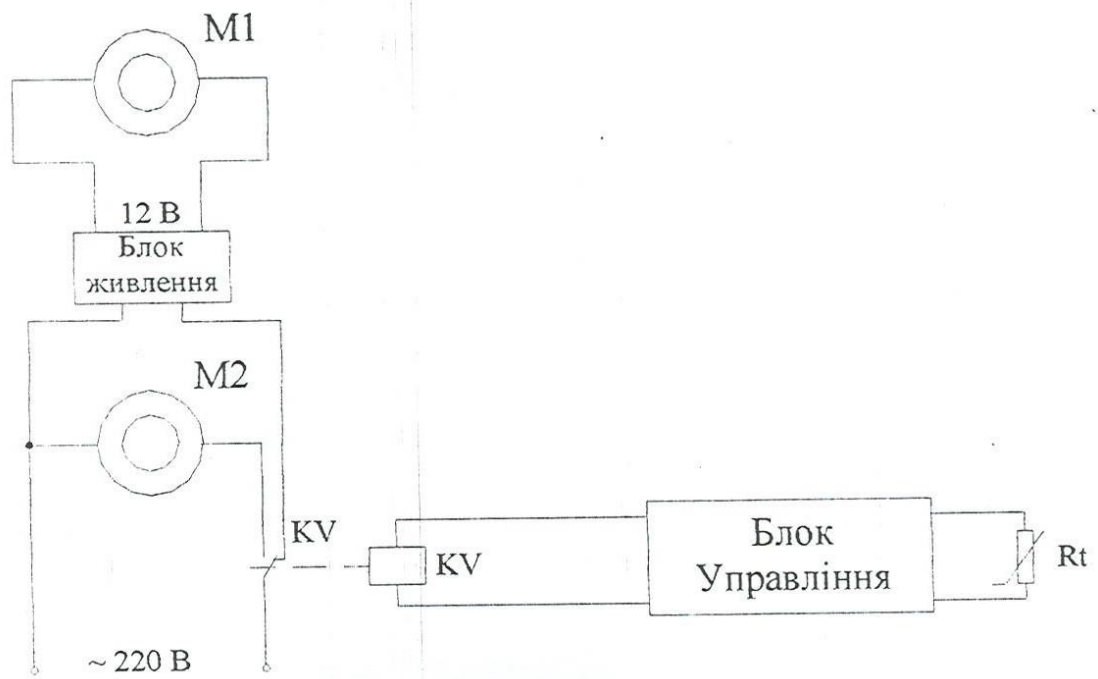 M1
12 В
Блок
живлення
M2
KV
KV
Блок
Управління
Rt
~ 220 В